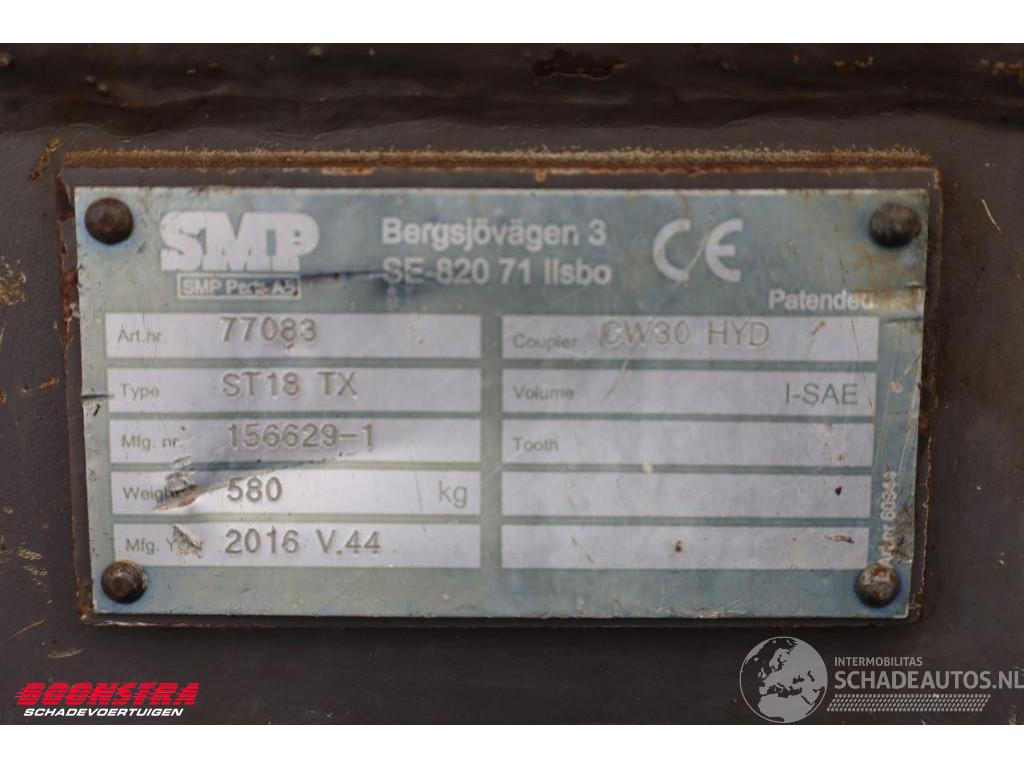 SMP
SMP Parts AB
Bergsjövägen 3
SE-820 71 Ilsbo
CE
Patended
Art.nr. 77083
Type ST18 TX
Mfg. nr 156629-1
Weight 580 kg
Mfg. Year 2016 V.44
Coupler CW30 HYD
Volume I-SAE
Tooth
BOONSTRA
SCHADEVOERTUIGEN
INTERMOBILITAS
SCHADEAUTOS.NL